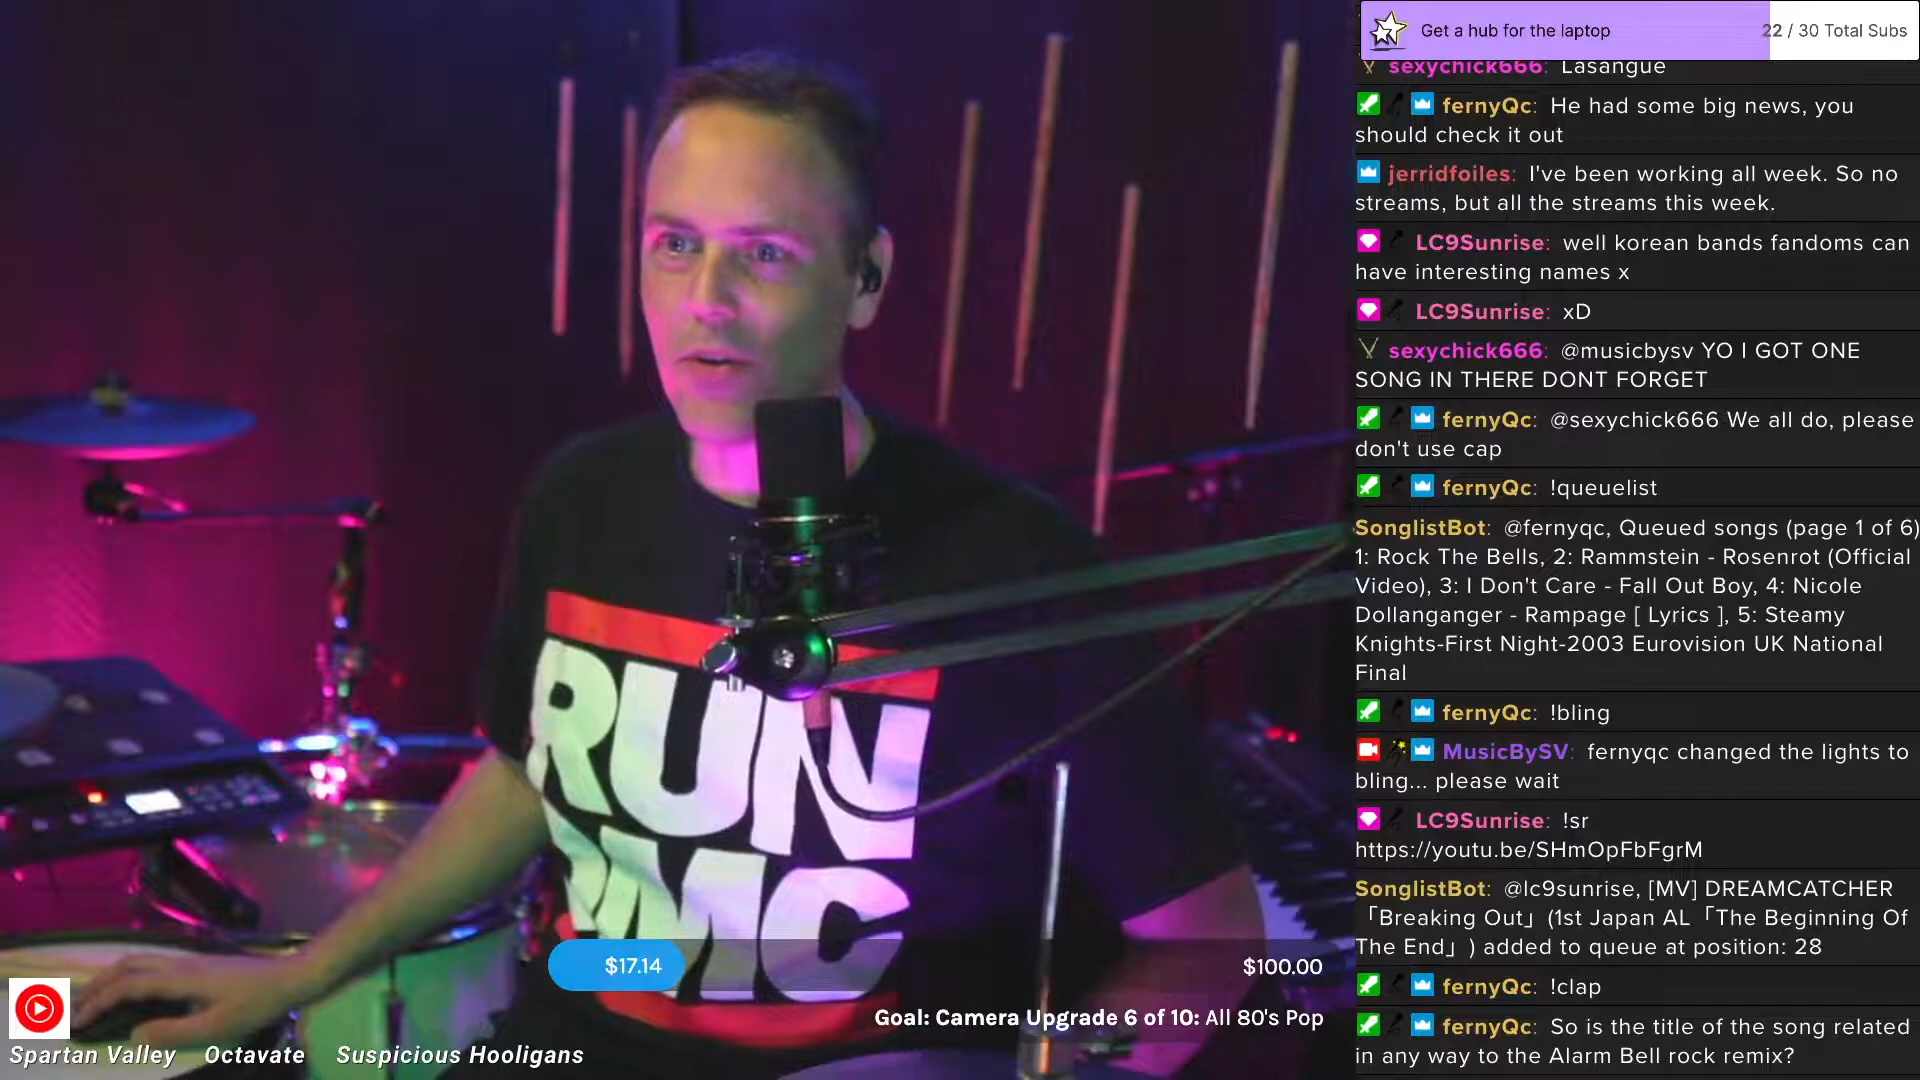 Get a hub for the laptop
22 / 30 Total Subs
sexychick666: Lasangue
fernyQc: He had some big news, you
should check it out
jerridfoiles: I've been working all week. So no
streams, but all the streams this week.
LC9Sunrise: well korean bands fandoms can
have interesting names x
LC9Sunrise: xD
sexychick666: @musicbysv YO I GOT ONE
SONG IN THERE DONT FORGET
fernyQc: @sexychick666 We all do, please
don't use cap
fernyQc: !queuelist
SonglistBot: @fernyqc, Queued songs (page 1 of 6)
1: Rock The Bells, 2: Rammstein - Rosenrot (Official
Video), 3: I Don't Care - Fall Out Boy, 4: Nicole
Dollanganger - Rampage [ Lyrics ], 5: Steamy
Knights-First Night-2003 Eurovision UK National
Final
fernyQc: !bling
MusicBySV: fernyqc changed the lights to
bling... please wait
LC9Sunrise: !sr
https://youtu.be/SHmOpFbFgrM
SonglistBot: @lc9sunrise, [MV] DREAMCATCHER
「Breaking Out」 (1st Japan AL「The Beginning Of
The End」) added to queue at position: 28
fernyQc: !clap
fernyQc: So is the title of the song related
in any way to the Alarm Bell rock remix?
RUN
DMC
$17.14
$100.00
Goal: Camera Upgrade 6 of 10: All 80's Pop
Spartan Valley Octavate Suspicious Hooligans